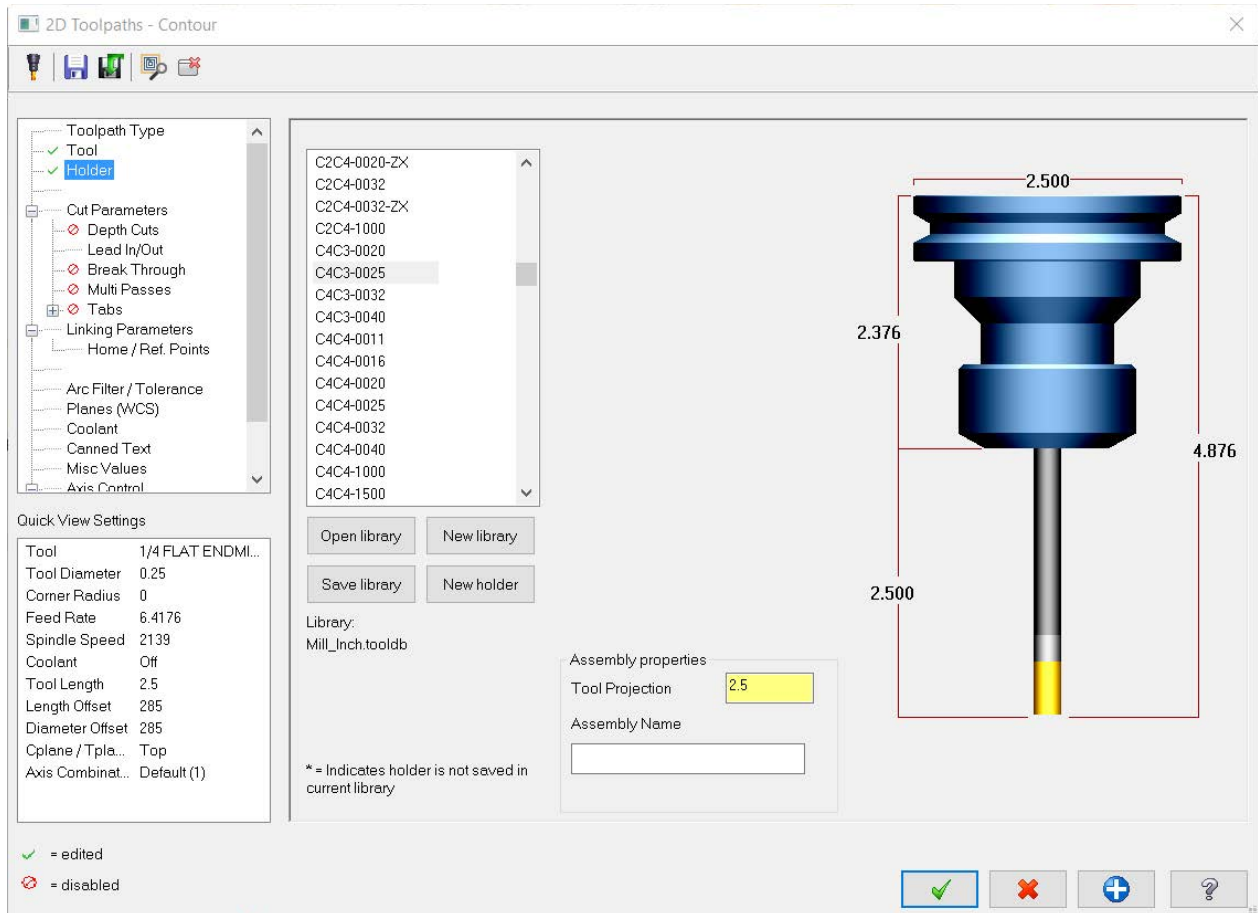 2D Toolpaths - Contour
Toolpath Type
Tool
Holder
Cut Parameters
Depth Cuts
Lead In/Out
Break Through
Multi Passes
Tabs
Linking Parameters
Home / Ref. Points
Arc Filter / Tolerance
Planes (WCS)
Coolant
Canned Text
Misc Values
Axis Control
Quick View Settings
Tool 1/4 FLAT ENDMI...
Tool Diameter 0.25
Corner Radius 0
Feed Rate 6.4176
Spindle Speed 2139
Coolant Off
Tool Length 2.5
Length Offset 285
Diameter Offset 285
Cplane / Tpla... Top
Axis Combinat... Default (1)
= edited
= disabled
C2C4-0020-ZX
C2C4-0032
C2C4-0032-ZX
C2C4-1000
C4C3-0020
C4C3-0025
C4C3-0032
C4C3-0040
C4C4-0011
C4C4-0016
C4C4-0020
C4C4-0025
C4C4-0032
C4C4-0040
C4C4-1000
C4C4-1500
Open library New library
Save library New holder
Library:
Mill_Inch.tooldb
* = Indicates holder is not saved in
current library
Assembly properties
Tool Projection 2.5
Assembly Name
2.500
2.376
4.876
2.500